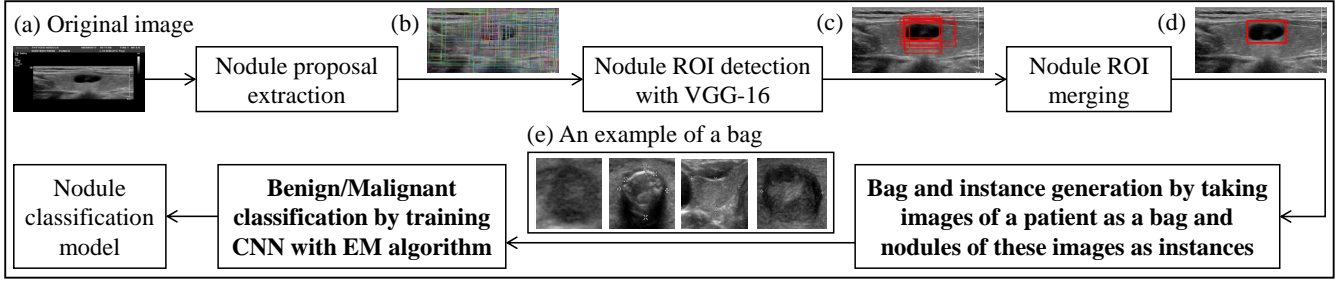 (a) Original image
(b)
(c)
(d)
Nodule proposal
extraction
Nodule ROI detection
with VGG-16
Nodule ROI
merging
(e) An example of a bag
Nodule
classification
model
Benign/Malignant
classification by training
CNN with EM algorithm
Bag and instance generation by taking
images of a patient as a bag and
nodules of these images as instances